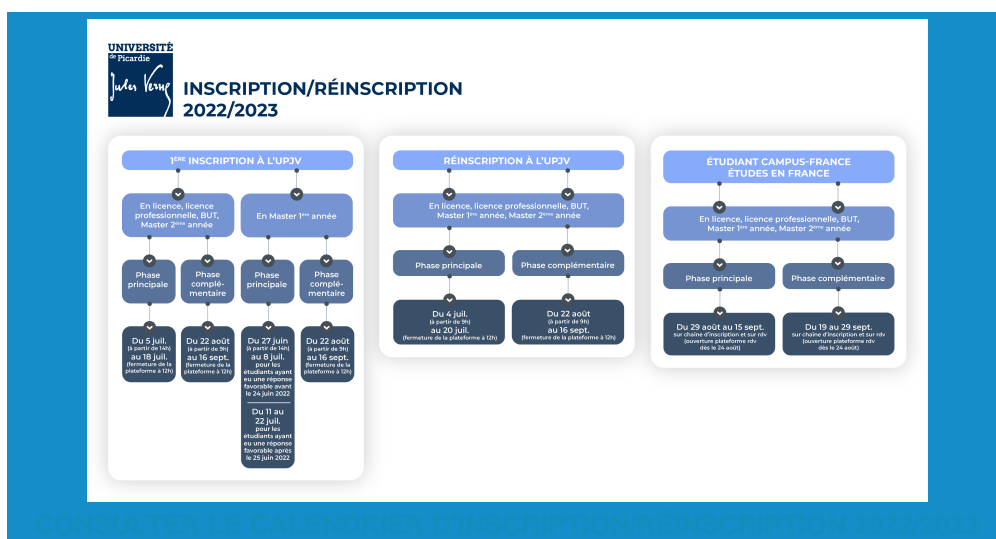 UNIVERSITÉ
de Picardie
Jules Verne
INSCRIPTION/RÉINSCRIPTION
2022/2023
1ÈRE INSCRIPTION À L'UPJV
En licence, licence
professionnelle, BUT,
Master 2ème année
En Master 1ère année
Phase
principale
Phase
complé-
mentaire
Phase
principale
Phase
complé-
mentaire
Du 5 juil.
(à partir de 14h)
au 18 juil.
(fermeture de la
plateforme à 12h)
Du 22 août
(à partir de 9h)
au 16 sept.
(fermeture de la
plateforme à 12h)
Du 27 juin
(à partir de 14h)
au 8 juil.
pour les
étudiants ayant
eu une réponse
favorable avant
le 24 juin 2022
Du 11 au
22 juil.
pour les
étudiants ayant
eu une réponse
favorable après
le 25 juin 2022
Du 22 août
(à partir de 9h)
au 16 sept.
(fermeture de la
plateforme à 12h)
RÉINSCRIPTION À L'UPJV
En licence, licence professionnelle, BUT,
Master 1ère année, Master 2ème année
Phase principale
Phase complémentaire
Du 4 juil.
(à partir de 9h)
au 20 juil.
(fermeture de la plateforme à 12h)
Du 22 août
(à partir de 9h)
au 16 sept.
(fermeture de la plateforme à 12h)
ÉTUDIANT CAMPUS-FRANCE
ÉTUDES EN FRANCE
En licence, licence professionnelle, BUT,
Master 1ère année, Master 2ème année
Phase principale
Phase complémentaire
Du 29 août au 15 sept.
sur chaine d'inscription et sur rdv
(ouverture plateforme rdv
dès le 24 août)
Du 19 au 29 sept.
sur chaine d'inscription et sur rdv
(ouverture plateforme rdv
dès le 24 août)
CONSULTER LE CALENDRIER D'INSCRIPTION/RÉINSCRIPTION 2022/2023